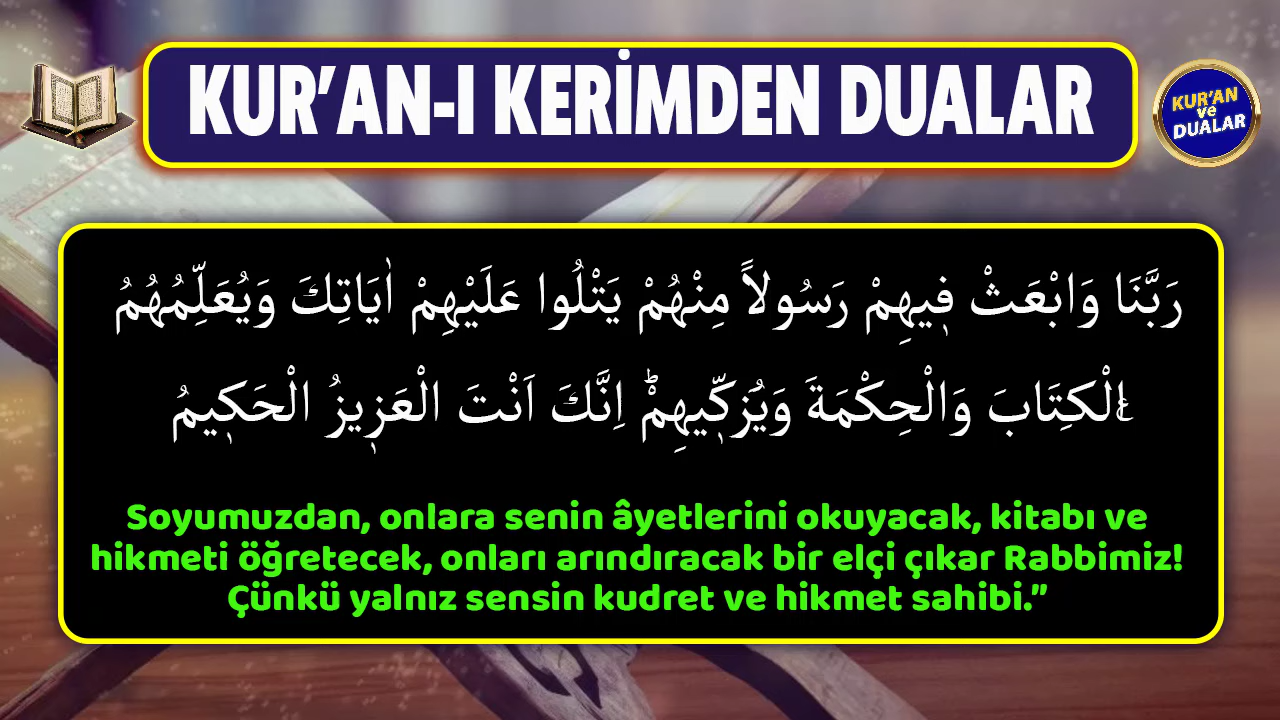 KUR’AN-I KERİMDEN DUALAR
KUR’AN
ve
DUALAR
رَبَّنَا وَابْعَثْ ف۪يهِمْ رَسُولاً مِنْهُمْ يَتْلُوا عَلَيْهِمْ اٰيَاتِكَ وَيُعَلِّمُهُمُ
الْكِتَابَ وَالْحِكْمَةَ وَيُزَكّ۪يهِمْۜ اِنَّكَ اَنْتَ الْعَز۪يزُ الْحَك۪يمُ
Soyumuzdan, onlara senin âyetlerini okuyacak, kitabı ve
hikmeti öğretecek, onları arındıracak bir elçi çıkar Rabbimiz!
Çünkü yalnız sensin kudret ve hikmet sahibi.”